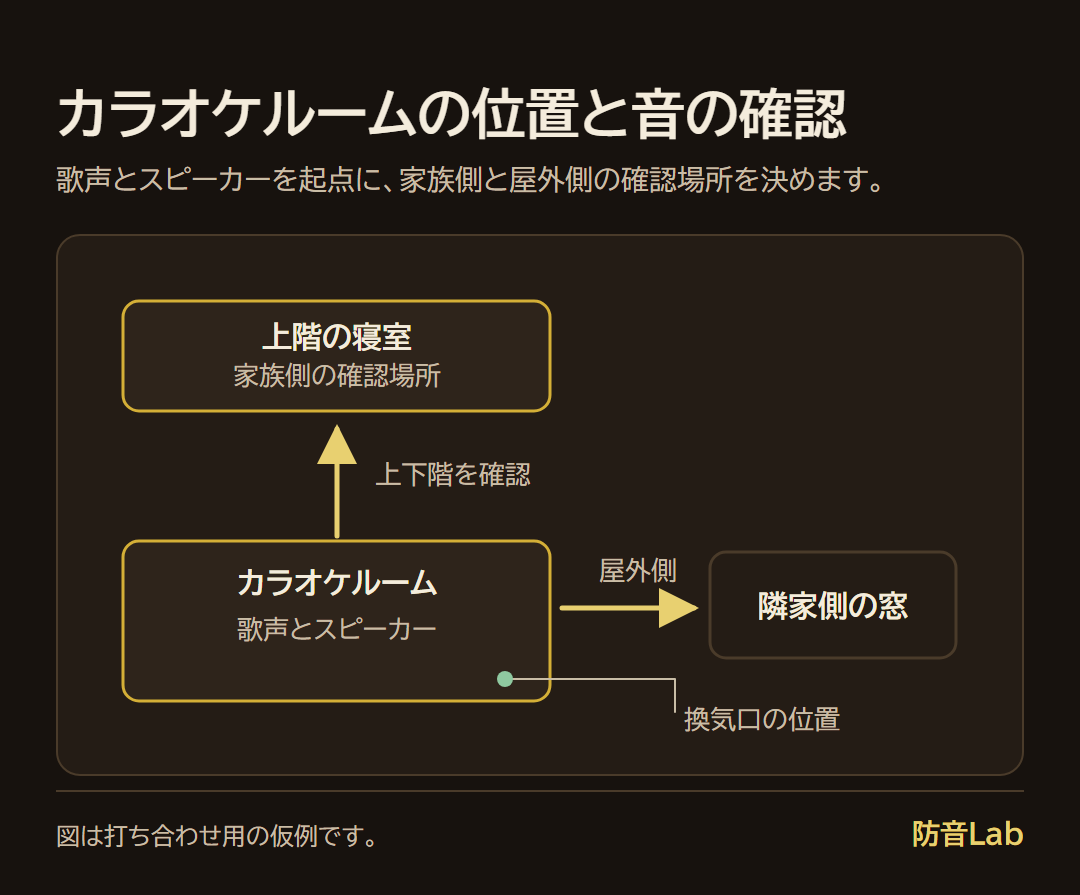 カラオケルームの位置と音の確認
歌声とスピーカーを起点に、家族側と屋外側の確認場所を決めます。
上階の寝室
家族側の確認場所
上下階を確認
カラオケルーム
歌声とスピーカー
屋外側
隣家側の窓
換気口の位置
図は打ち合わせ用の仮例です。
防音Lab